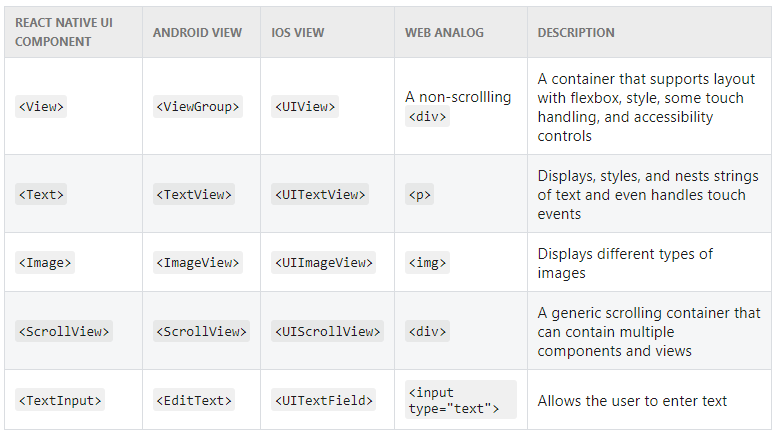 REACT NATIVE UI COMPONENT | ANDROID VIEW | IOS VIEW | WEB ANALOG | DESCRIPTION
<View> | <ViewGroup> | <UIView> | A non-scrollling <div> | A container that supports layout with flexbox, style, some touch handling, and accessibility controls
<Text> | <TextView> | <UITextView> | <p> | Displays, styles, and nests strings of text and even handles touch events
<Image> | <ImageView> | <UIImageView> | <img> | Displays different types of images
<ScrollView> | <ScrollView> | <UIScrollView> | <div> | A generic scrolling container that can contain multiple components and views
<TextInput> | <EditText> | <UITextField> | <input type="text"> | Allows the user to enter text